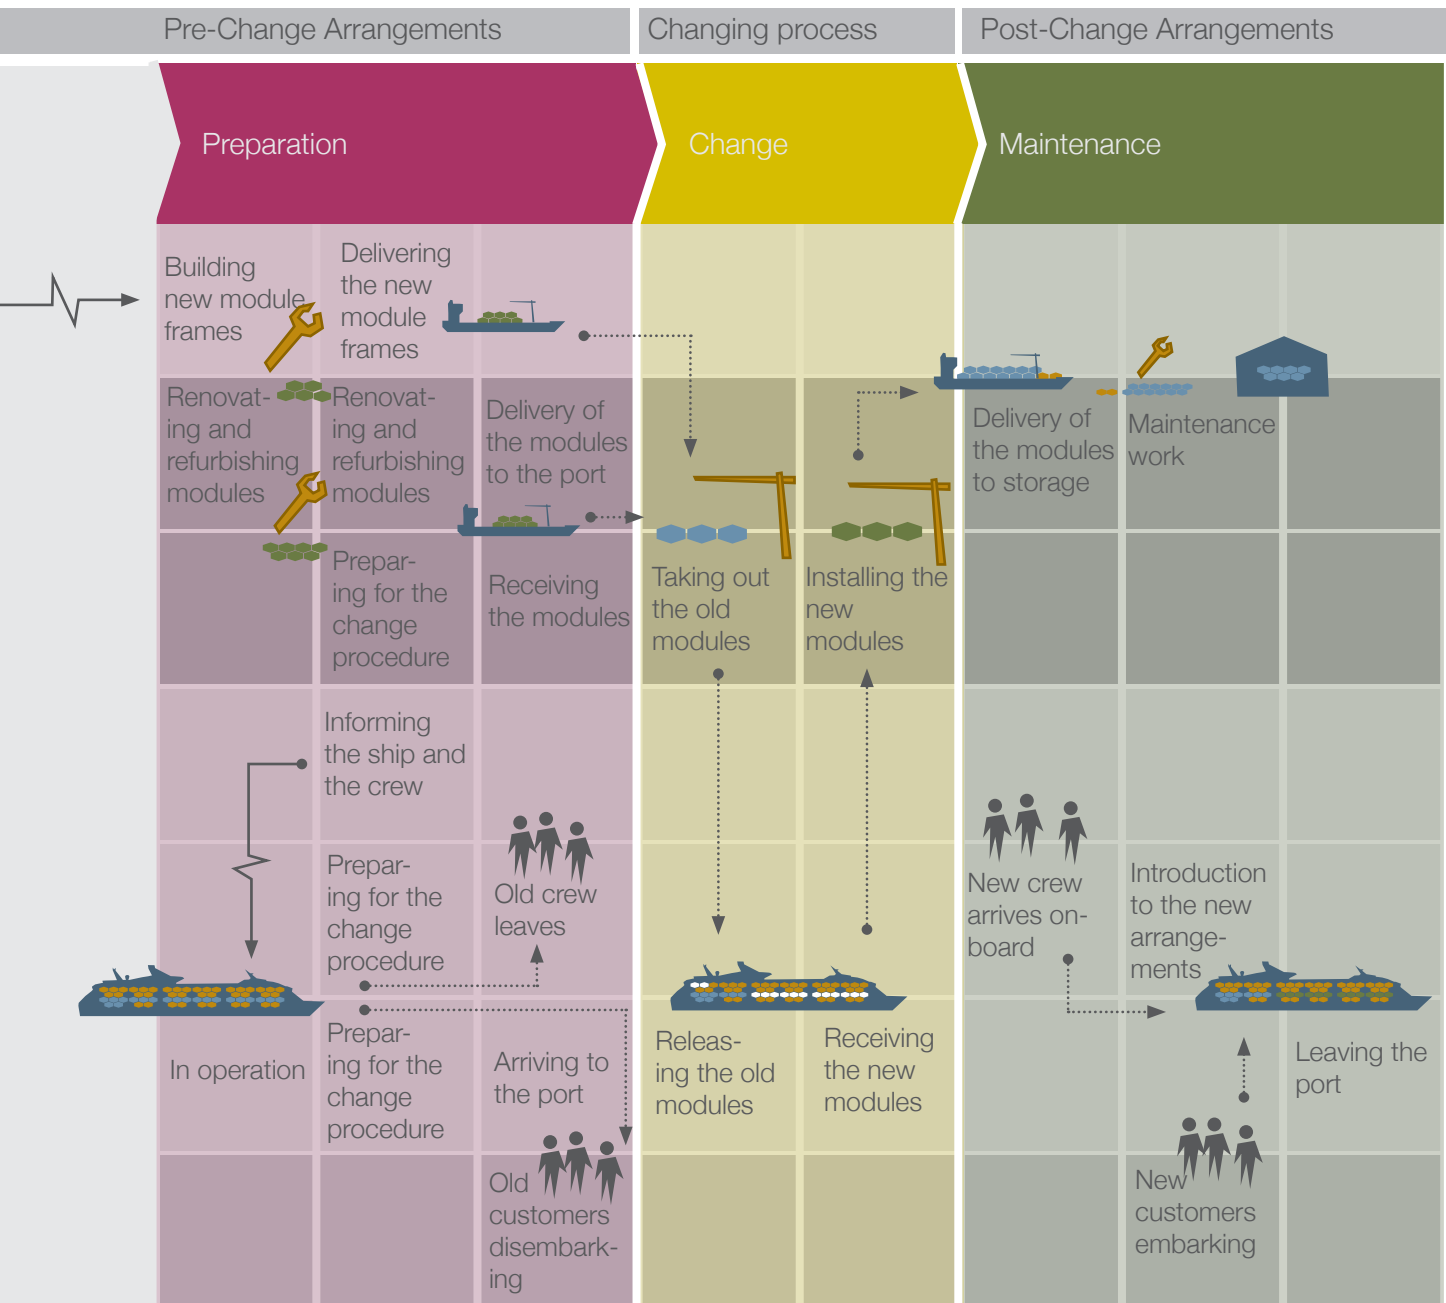 Pre-Change Arrangements
Changing process
Post-Change Arrangements
Preparation
Change
Maintenance
Building
new module
frames
Delivering
the new
module
frames
Renovat-
ing and
refurbishing
modules
Renovat-
ing and
refurbishing
modules
Delivery of
the modules
to the port
Delivery of
the modules
to storage
Maintenance
work
Prepar-
ing for the
change
procedure
Receiving
the modules
Taking out
the old
modules
Installing the
new
modules
Informing
the ship and
the crew
Prepar-
ing for the
change
procedure
Old crew
leaves
New crew
arrives on-
board
Introduction
to the new
arrange-
ments
In operation
Prepar-
ing for the
change
procedure
Arriving to
the port
Releas-
ing the old
modules
Receiving
the new
modules
Leaving the
port
Old
customers
disembark-
ing
New
customers
embarking